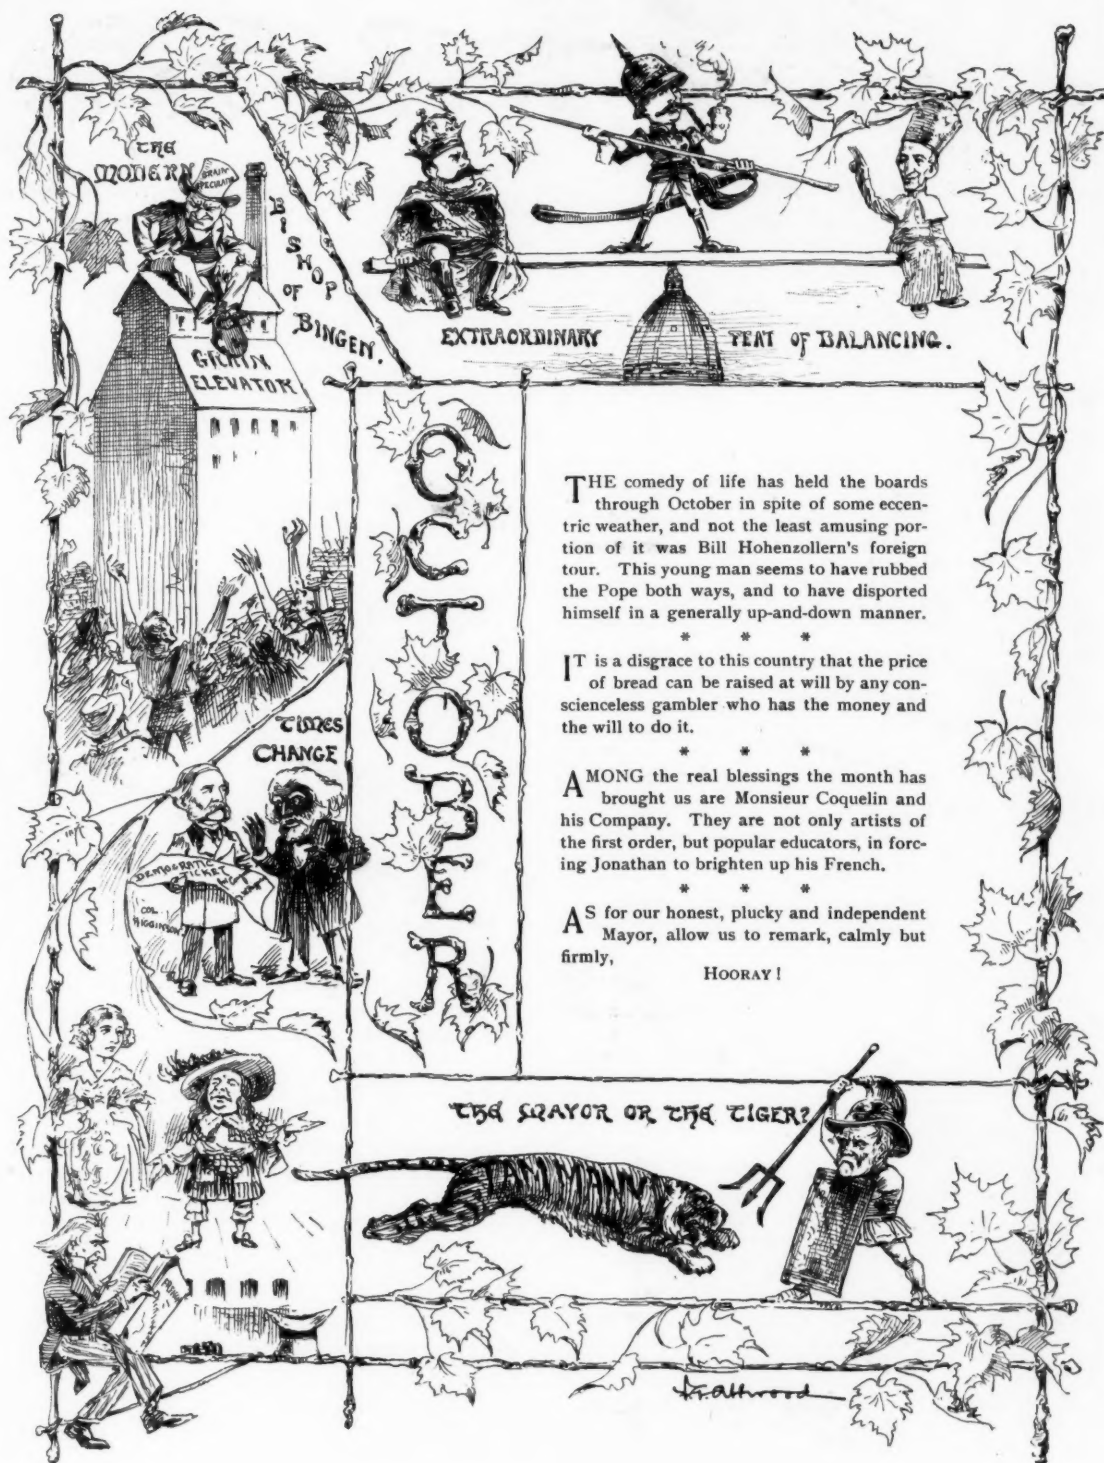 THE
MODERN
GRAIN
SPECULATOR
BISHOP
OF
BINGEN.
GRAIN
ELEVATOR
EXTRAORDINARY FEAT OF BALANCING.
OCTOBER
THE comedy of life has held the boards
through October in spite of some eccen-
tric weather, and not the least amusing por-
tion of it was Bill Hohenzollern's foreign
tour. This young man seems to have rubbed
the Pope both ways, and to have disported
himself in a generally up-and-down manner.
* * *
IT is a disgrace to this country that the price
of bread can be raised at will by any con-
scienceless gambler who has the money and
the will to do it.
* * *
AMONG the real blessings the month has
brought us are Monsieur Coquelin and
his Company. They are not only artists of
the first order, but popular educators, in forc-
ing Jonathan to brighten up his French.
* * *
AS for our honest, plucky and independent
Mayor, allow us to remark, calmly but
firmly,
HOORAY!
TIMES
CHANGE
DEMOCRATIC
TICKET
COL.
HIGGINSON
THE MAYOR OR THE TIGER?
TAMMANY
F. G. Attwood